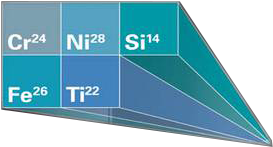 Cr²⁴ Ni²⁸ Si¹⁴
Fe²⁶ Ti²²